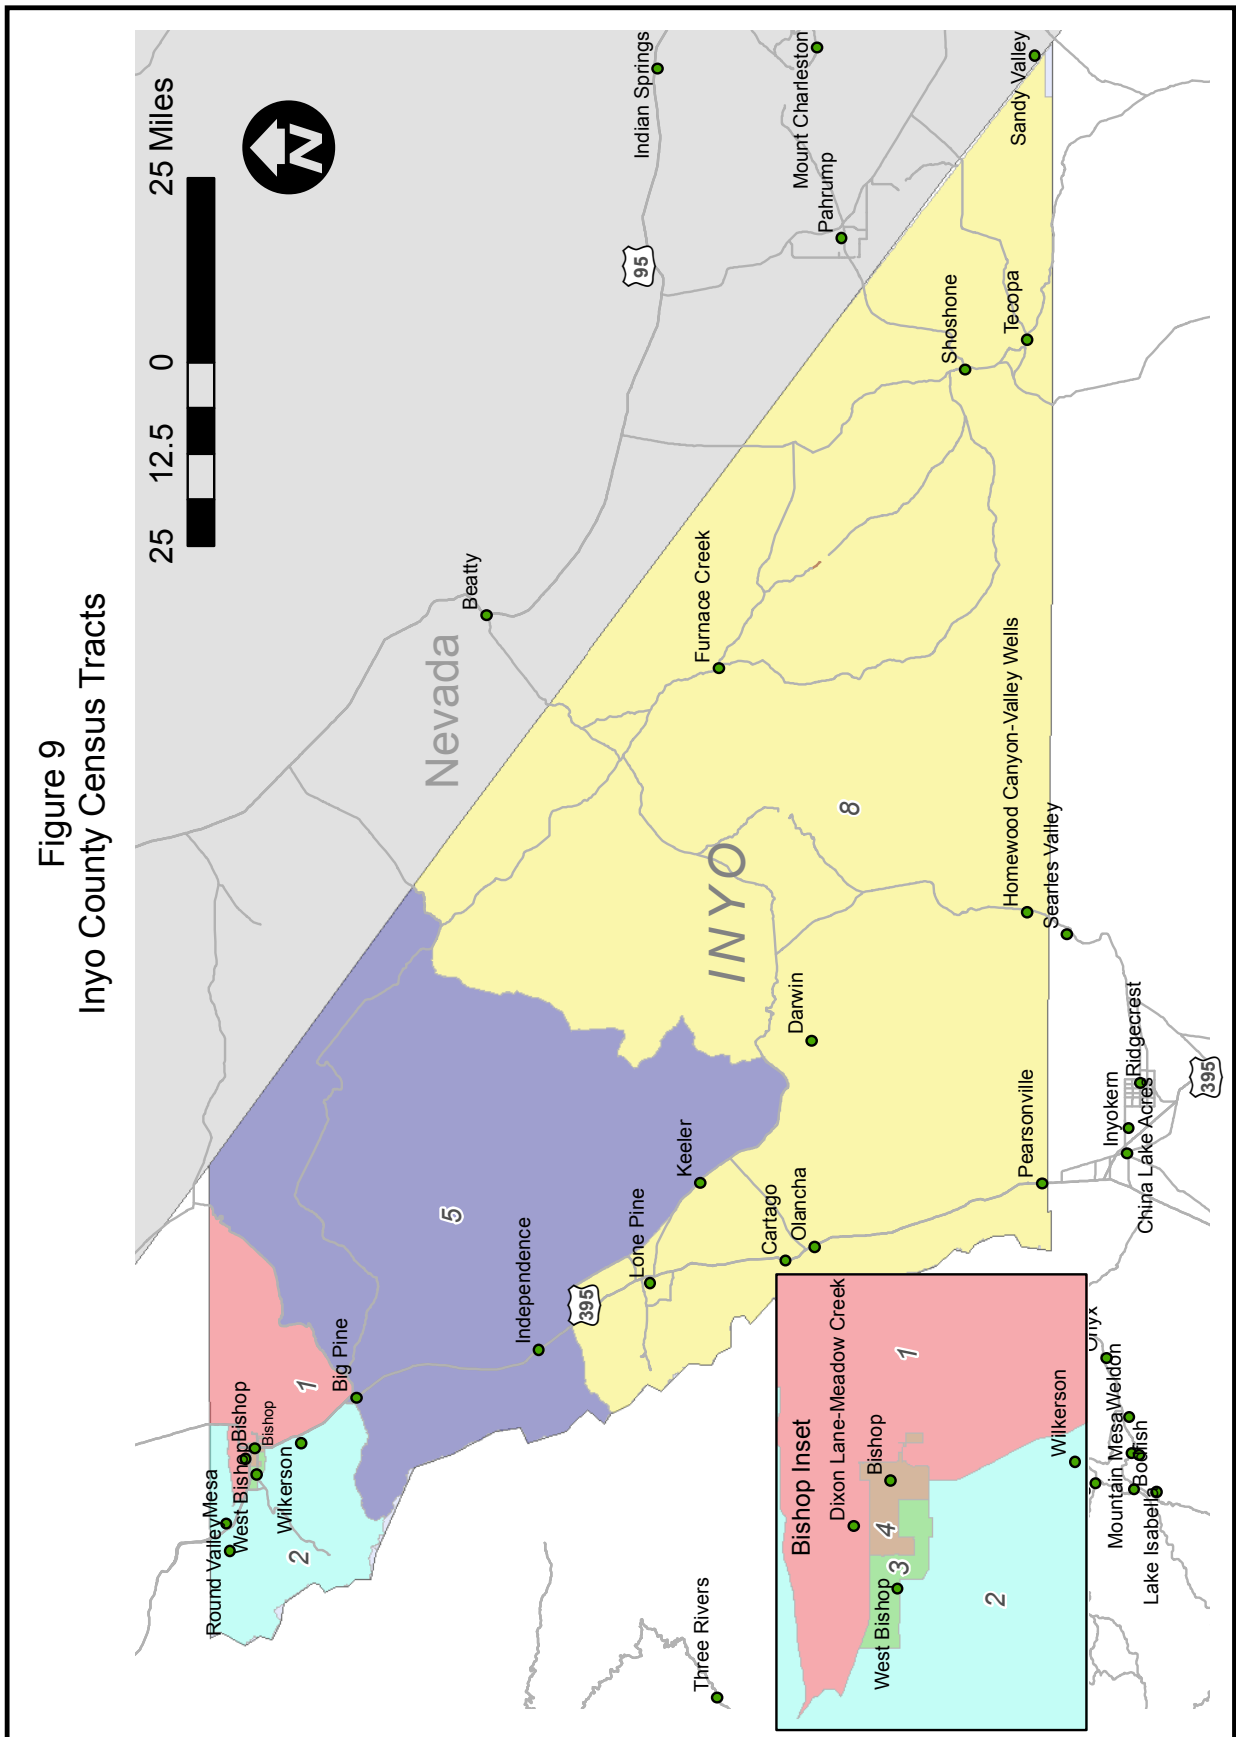 Figure 9
Inyo County Census Tracts
25
12.5
0
25 Miles
N
Nevada
INYO
Beatty
95
Indian Springs
Mount Charleston
Pahrump
Sandy Valley
Shoshone
Tecopa
Furnace Creek
8
Homewood Canyon-Valley Wells
Searles Valley
Darwin
5
Keeler
Lone Pine
Cartago
Olancha
Pearsonville
Independence
395
Big Pine
1
Bishop
Bishop
West Bishop
Wilkerson
Mesa
Round Valley
2
Three Rivers
Ridgecrest
Inyokern
China Lake Acres
395
Bishop Inset
Dixon Lane-Meadow Creek
Bishop
West Bishop
Wilkerson
1
2
3
4
Onyx
Weldon
Mountain Mesa
Bodfish
Lake Isabella